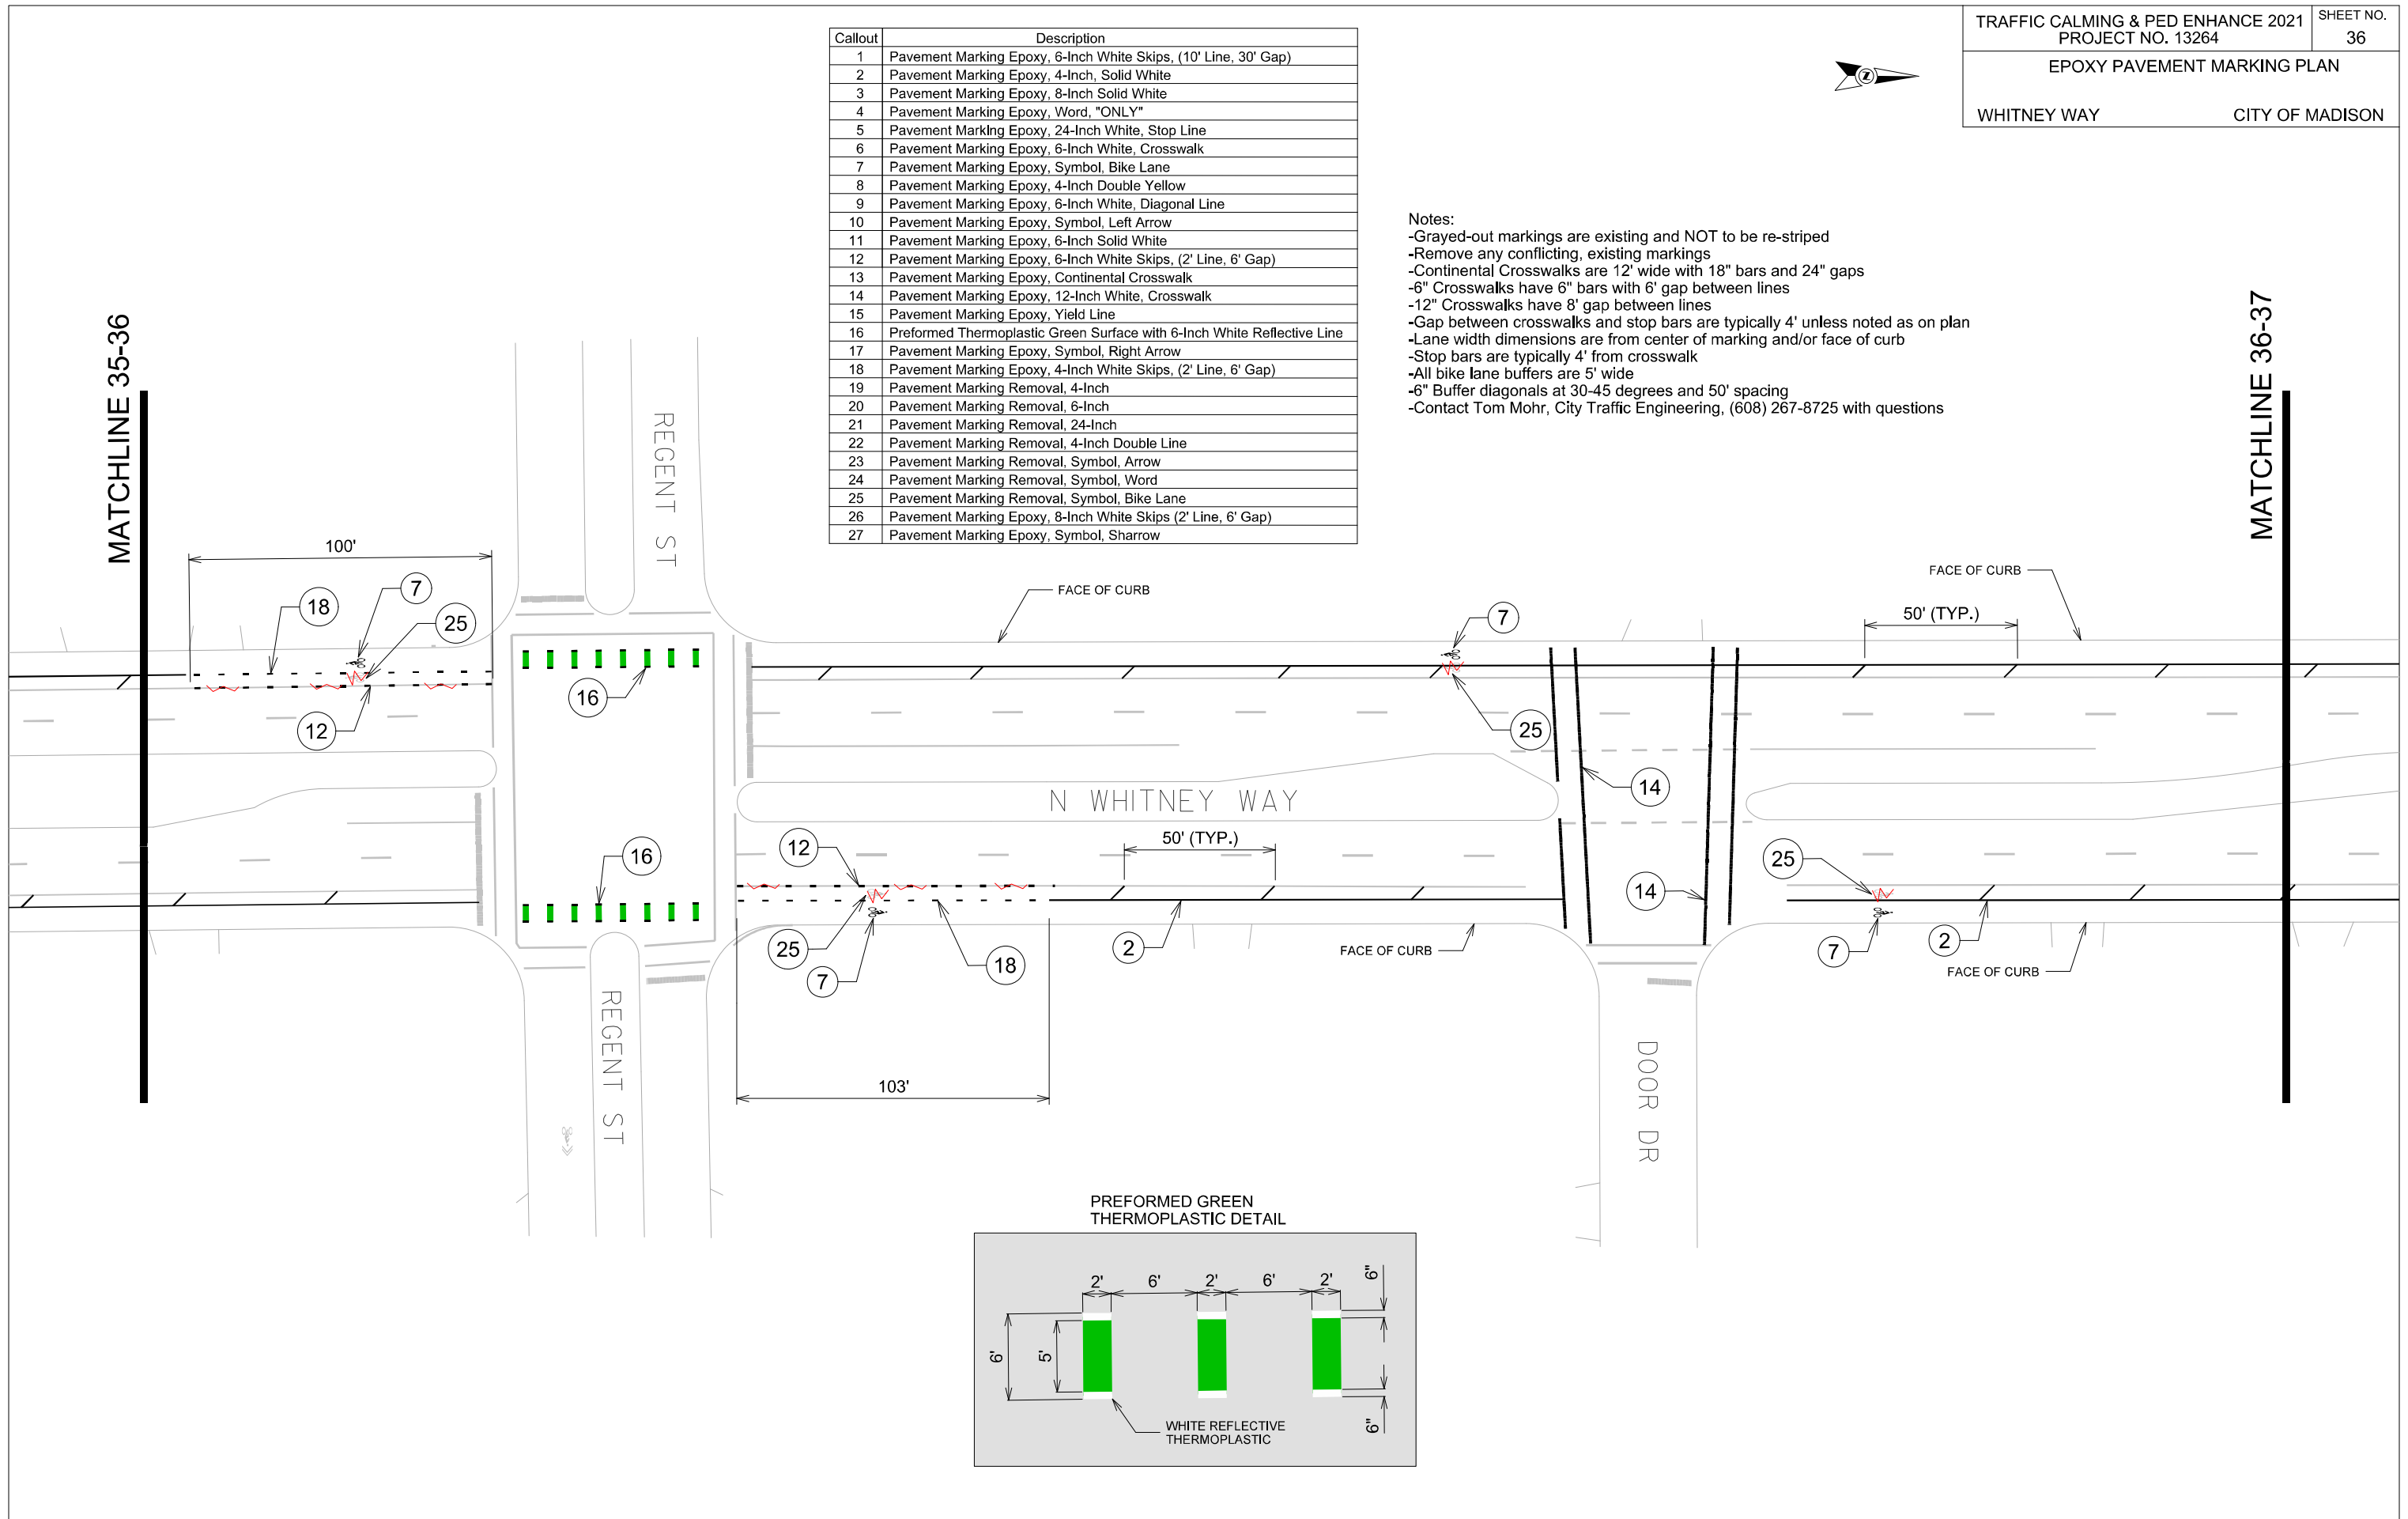 TRAFFIC CALMING & PED ENHANCE 2021
PROJECT NO. 13264
SHEET NO.
36
EPOXY PAVEMENT MARKING PLAN
WHITNEY WAY CITY OF MADISON
Z
Callout Description
1 Pavement Marking Epoxy, 6-Inch White Skips, (10' Line, 30' Gap)
2 Pavement Marking Epoxy, 4-Inch, Solid White
3 Pavement Marking Epoxy, 8-Inch Solid White
4 Pavement Marking Epoxy, Word, "ONLY"
5 Pavement Marking Epoxy, 24-Inch White, Stop Line
6 Pavement Marking Epoxy, 6-Inch White, Crosswalk
7 Pavement Marking Epoxy, Symbol, Bike Lane
8 Pavement Marking Epoxy, 4-Inch Double Yellow
9 Pavement Marking Epoxy, 6-Inch White, Diagonal Line
10 Pavement Marking Epoxy, Symbol, Left Arrow
11 Pavement Marking Epoxy, 6-Inch Solid White
12 Pavement Marking Epoxy, 6-Inch White Skips, (2' Line, 6' Gap)
13 Pavement Marking Epoxy, Continental Crosswalk
14 Pavement Marking Epoxy, 12-Inch White, Crosswalk
15 Pavement Marking Epoxy, Yield Line
16 Preformed Thermoplastic Green Surface with 6-Inch White Reflective Line
17 Pavement Marking Epoxy, Symbol, Right Arrow
18 Pavement Marking Epoxy, 4-Inch White Skips, (2' Line, 6' Gap)
19 Pavement Marking Removal, 4-Inch
20 Pavement Marking Removal, 6-Inch
21 Pavement Marking Removal, 24-Inch
22 Pavement Marking Removal, 4-Inch Double Line
23 Pavement Marking Removal, Symbol, Arrow
24 Pavement Marking Removal, Symbol, Word
25 Pavement Marking Removal, Symbol, Bike Lane
26 Pavement Marking Epoxy, 8-Inch White Skips (2' Line, 6' Gap)
27 Pavement Marking Epoxy, Symbol, Sharrow
Notes:
-Grayed-out markings are existing and NOT to be re-striped
-Remove any conflicting, existing markings
-Continental Crosswalks are 12' wide with 18" bars and 24" gaps
-6" Crosswalks have 6" bars with 6' gap between lines
-12" Crosswalks have 8' gap between lines
-Gap between crosswalks and stop bars are typically 4' unless noted as on plan
-Lane width dimensions are from center of marking and/or face of curb
-Stop bars are typically 4' from crosswalk
-All bike lane buffers are 5' wide
-6" Buffer diagonals at 30-45 degrees and 50' spacing
-Contact Tom Mohr, City Traffic Engineering, (608) 267-8725 with questions
MATCHLINE 35-36
MATCHLINE 36-37
REGENT ST
100'
18
7
25
12
16
FACE OF CURB
7
25
FACE OF CURB
50' (TYP.)
14
N WHITNEY WAY
16
12
50' (TYP.)
25
7
18
2
FACE OF CURB
14
25
7
2
FACE OF CURB
103'
REGENT ST
DOOR DR
PREFORMED GREEN
THERMOPLASTIC DETAIL
2' 6' 2' 6' 2' 6"
6' 5'
6"
WHITE REFLECTIVE
THERMOPLASTIC